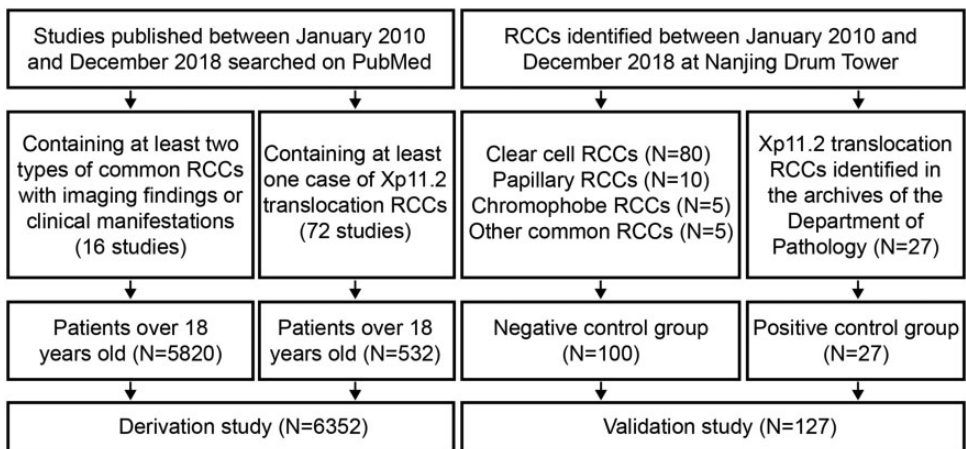 Studies published between January 2010
and December 2018 searched on PubMed
RCCs identified between January 2010 and
December 2018 at Nanjing Drum Tower
Containing at least two
types of common RCCs
with imaging findings or
clinical manifestations
(16 studies)
Containing at least
one case of Xp11.2
translocation RCCs
(72 studies)
Clear cell RCCs (N=80)
Papillary RCCs (N=10)
Chromophobe RCCs (N=5)
Other common RCCs (N=5)
Xp11.2 translocation
RCCs identified in
the archives of the
Department of
Pathology (N=27)
Patients over 18
years old (N=5820)
Patients over 18
years old (N=532)
Negative control group
(N=100)
Positive control group
(N=27)
Derivation study (N=6352)
Validation study (N=127)